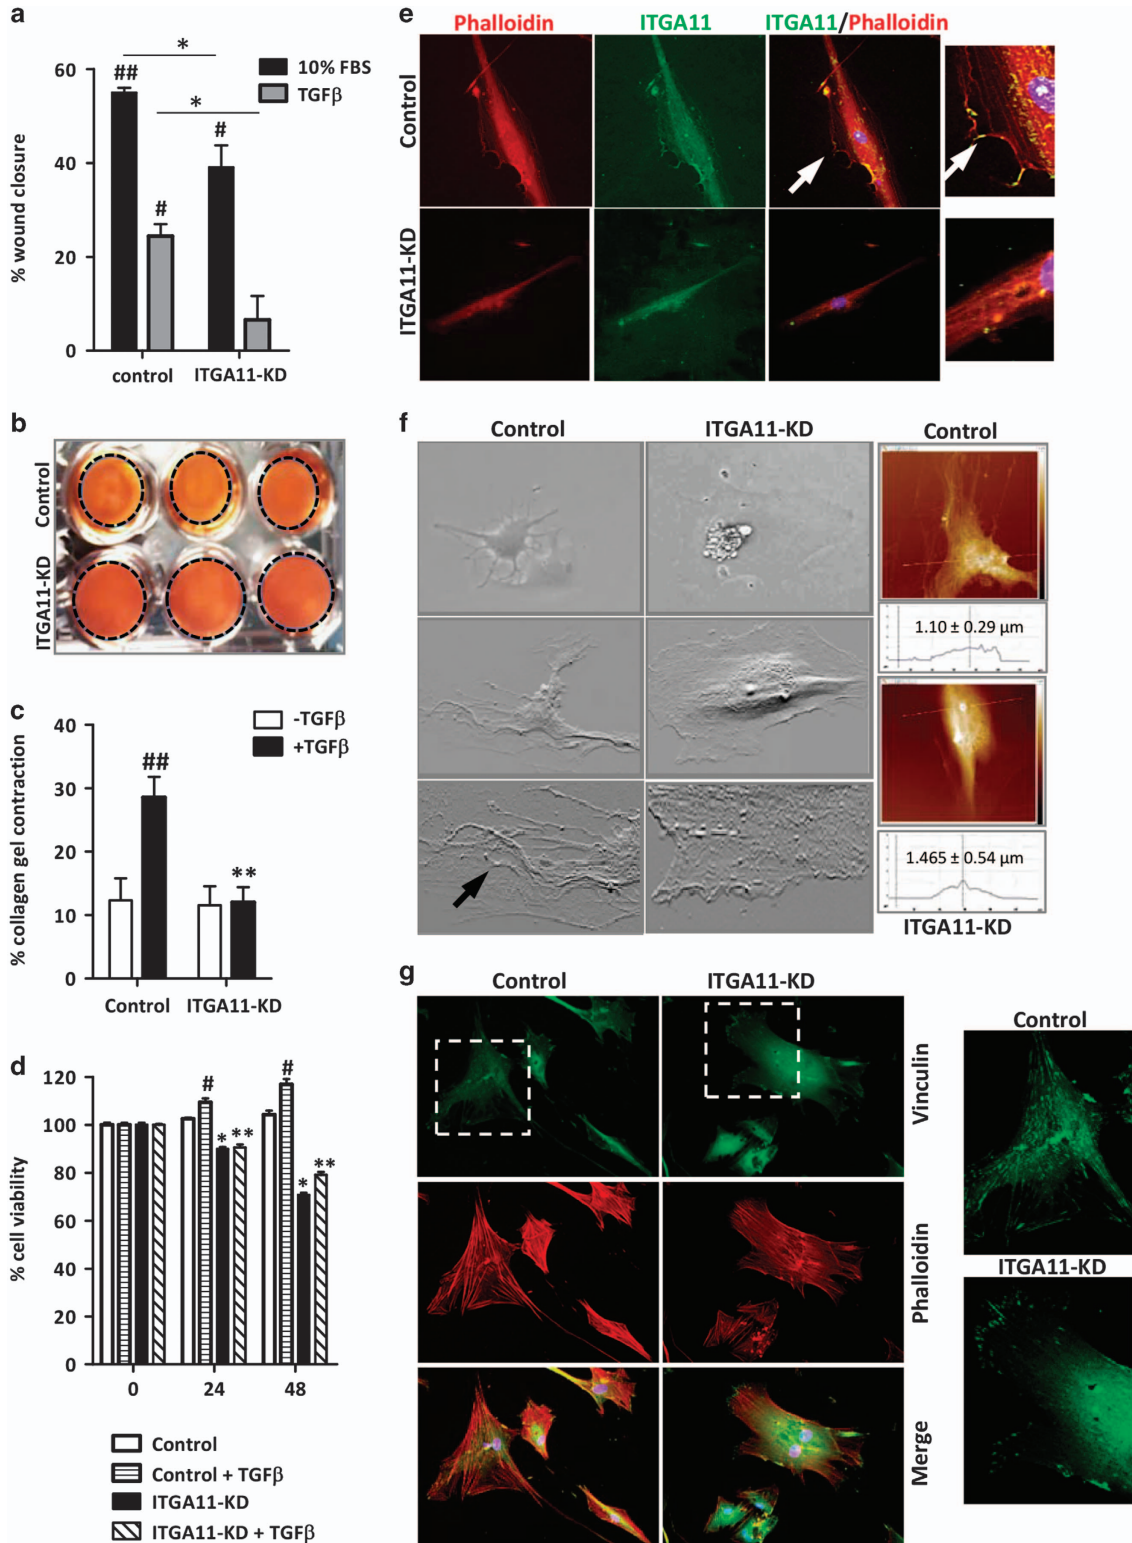 a
*
##
10% FBS
TGFβ
*
#
#
60
40
20
0
% wound closure
control
ITGA11-KD
b
Control
ITGA11-KD
c
40
30
20
10
0
% collagen gel contraction
-TGFβ
+TGFβ
##
**
Control
ITGA11-KD
d
120
100
80
60
40
20
0
% cell viability
#
*
**
#
*
**
0
24
48
Control
Control + TGFβ
ITGA11-KD
ITGA11-KD + TGFβ
e
Phalloidin
ITGA11
ITGA11/Phalloidin
Control
ITGA11-KD
f
Control
ITGA11-KD
Control
1.10 ± 0.29 µm
1.465 ± 0.54 µm
ITGA11-KD
g
Control
ITGA11-KD
Vinculin
Phalloidin
Merge
Control
ITGA11-KD